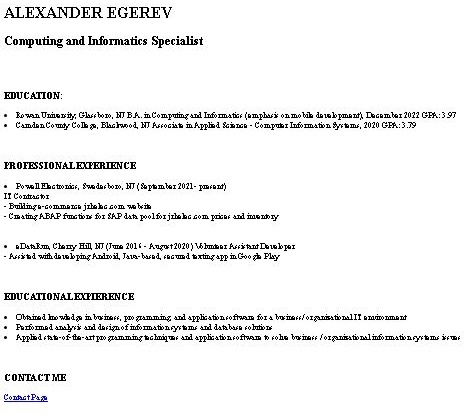 ALEXANDER EGEREV
Computing and Informatics Specialist
EDUCATION:
• Rowan University, Glassboro, NJ B.A. in Computing and Informatics (emphasis on mobile development), December 2022 GPA: 3.97
• Camden County College, Blackwood, NJ Associate in Applied Science - Computer Information Systems, 2020 GPA: 3.79
PROFESSIONAL EXPERIENCE
• Powell Electronics, Swedesboro, NJ (September 2021- present)
IT Contractor
- Building e-commerce jrhelec.com website
- Creating ABAP functions for SAP data pool for jrhelec.com prices and inventory
• eDataRun, Cherry Hill, NJ (June 2016 - August 2020) Volunteer Assistant Developer
- Assisted with developing Android, Java-based, secured texting app in Google Play
EDUCATIONAL EXPIERENCE
• Obtained knowledge in business, programming, and application software for a business/ organizational IT environment
• Performed analysis and design of information systems and database solutions
• Applied state-of-the-art programming techniques and application software to solve business / organizational information systems issues
CONTACT ME
Contact Page